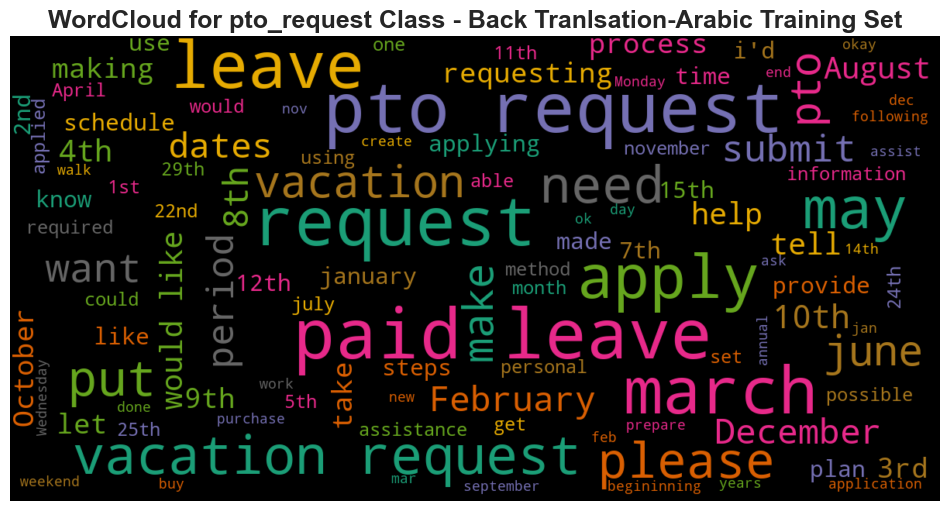 WordCloud for pto_request Class - Back Tranlsation-Arabic Training Set
use
one
11th
process
i'd
okay
making
leave
requesting
Monday
time
end
pto
August
April
2nd
would
nov
pto request
dec
following
applied
schedule
dates
create
applying
november
submit
assist
4th
using
walk
29th
8th
vacation
able
need
15th
information
know
1st
22nd
request
ok
day
help
may
required
made
7th
tell
14th
want
would like
period
12th
january
make
method
month
apply
ask
provide
24th
could
july
10th
jan
October
like
paid leave
set
annual
june
put
steps
personal
Wednesday
9th
work
5th
take
new
February
march
possible
done
let
25th
purchase
assistance
get
prepare
December
vacation request
feb
please
plan
3rd
weekend
buy
mar
september
begininning
years
application